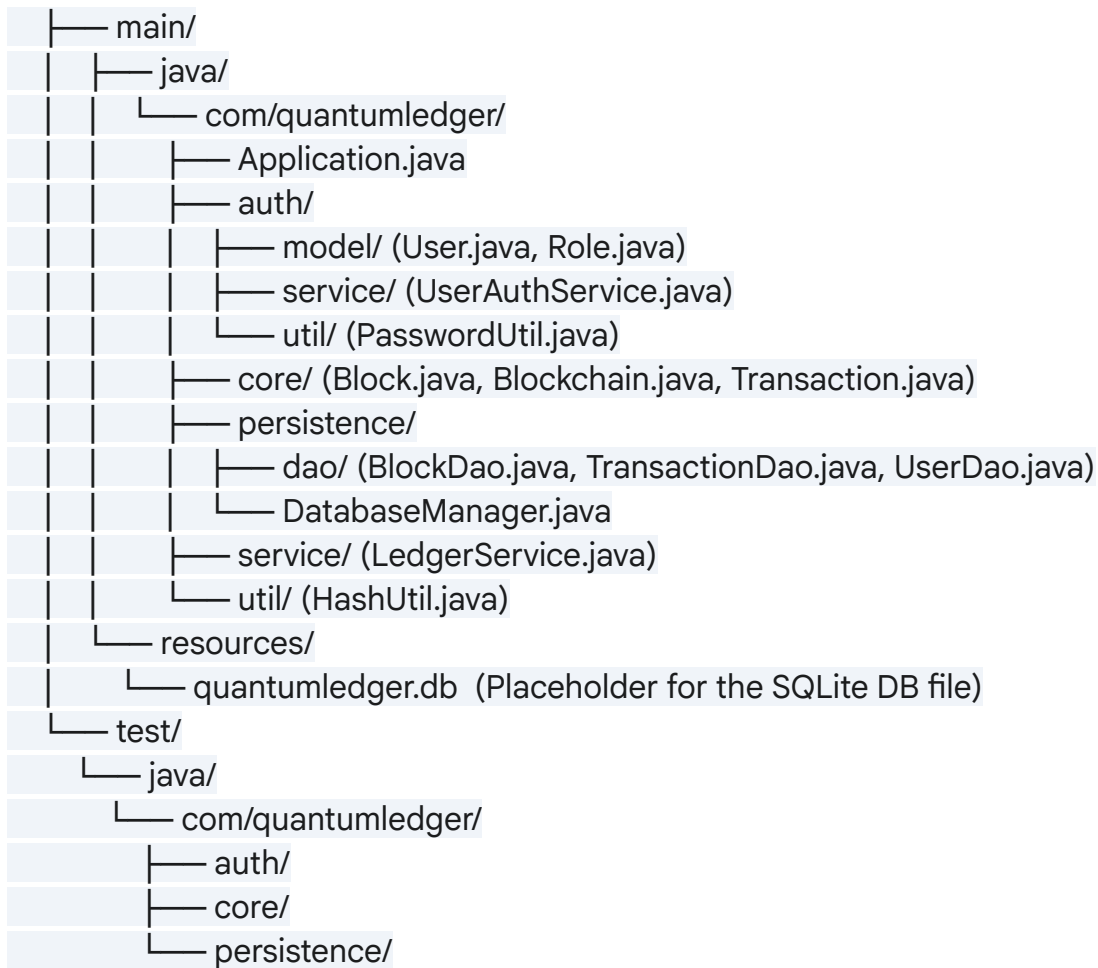 ├── main/
│   ├── java/
│   │   └── com/quantumledger/
│   │       ├── Application.java
│   │       ├── auth/
│   │       │   ├── model/ (User.java, Role.java)
│   │       │   ├── service/ (UserAuthService.java)
│   │       │   └── util/ (PasswordUtil.java)
│   │       ├── core/ (Block.java, Blockchain.java, Transaction.java)
│   │       ├── persistence/
│   │       │   ├── dao/ (BlockDao.java, TransactionDao.java, UserDao.java)
│   │       │   └── DatabaseManager.java
│   │       ├── service/ (LedgerService.java)
│   │       └── util/ (HashUtil.java)
│   └── resources/
│       └── quantumledger.db  (Placeholder for the SQLite DB file)
└── test/
    └── java/
        └── com/quantumledger/
            ├── auth/
            ├── core/
            └── persistence/